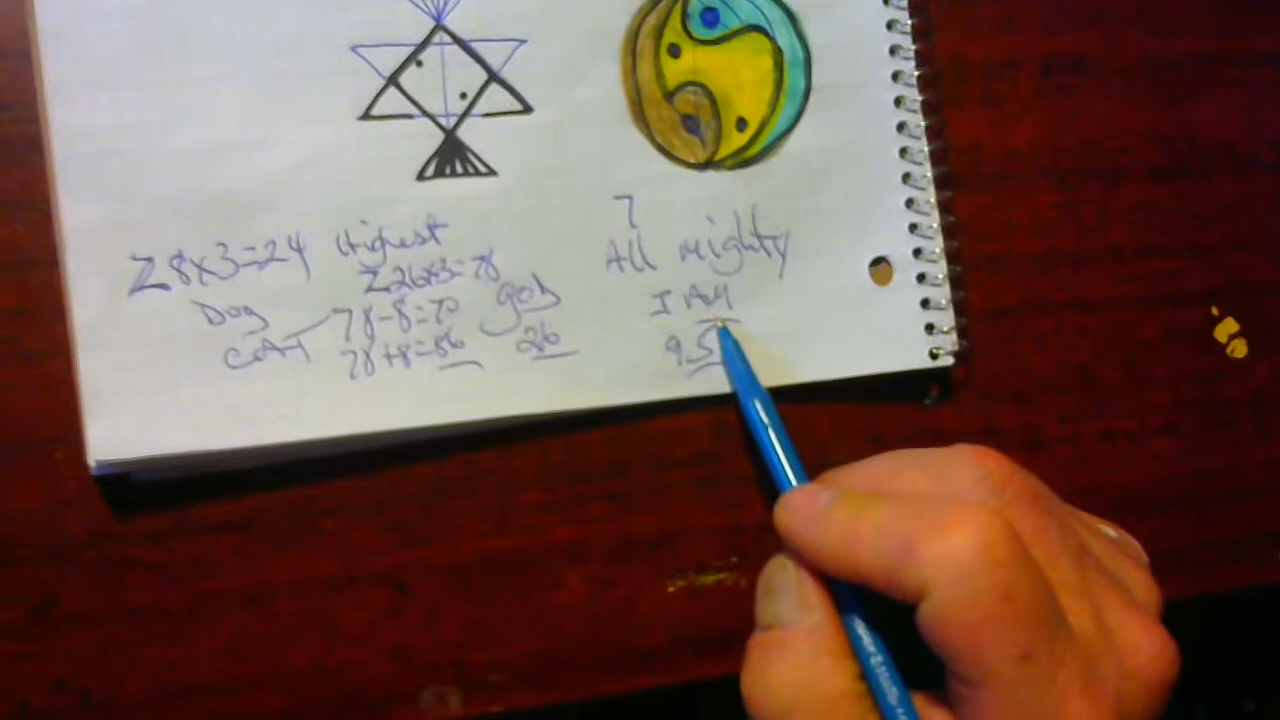 Z8x3=24
Highest
Z26x3=78
Dog
78-8=70
god
CAT
78+8=86
26
7
All mighty
I AM
95